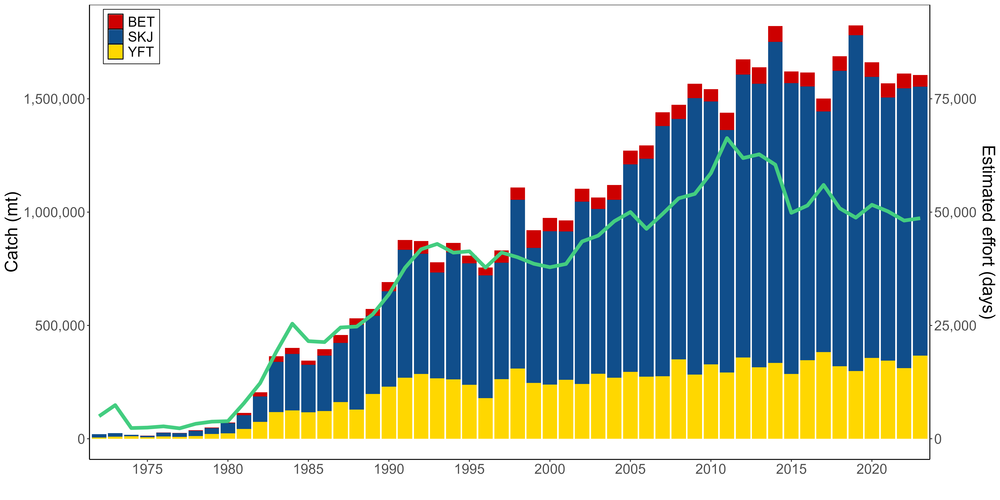 BET
SKJ
YFT
Catch (mt)
1,500,000
1,000,000
500,000
0
75,000
50,000
25,000
0
Estimated effort (days)
1975 1980 1985 1990 1995 2000 2005 2010 2015 2020